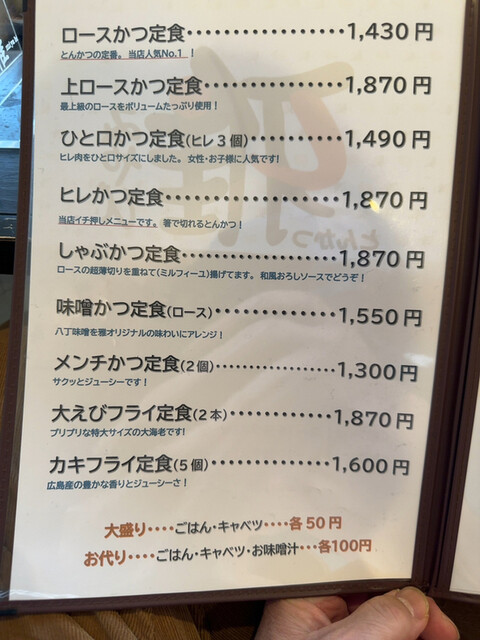 ロースかつ定食・・・・・・・・・・・・・・・・・・1,430円
とんかつの定番。 当店人気No.1 ！
上ロースかつ定食・・・・・・・・・・・・・・・・1,870円
最上級のロースをボリュームたっぷり使用！
ひと口かつ定食(ヒレ3個)・・・・・・・・・・・・1,490円
ヒレ肉をひと口サイズにしました。 女性・お子様に人気です！
ヒレかつ定食・・・・・・・・・・・・・・・・・・・・1,870円
当店イチ押しメニューです。 箸で切れるとんかつ！
しゃぶかつ定食・・・・・・・・・・・・・・・・・・1,870円
ロースの超薄切りを重ねて(ミルフィーユ)揚げてます。 和風おろしソースでどうぞ！
味噌かつ定食(ロース)・・・・・・・・・・・・・・1,550円
八丁味噌を雅オリジナルの味わいにアレンジ！
メンチかつ定食(2個)・・・・・・・・・・・・・・・1,300円
サクッとジューシーです！
大えびフライ定食(2本)・・・・・・・・・・・・・1,870円
プリプリな特大サイズの大海老です!
カキフライ定食(5個)・・・・・・・・・・・・・・・1,600円
広島産の豊かな香りとジューシーさ！
大盛り・・・・ごはん・キャベツ・・・・各50円
お代り・・・・ごはん・キャベツ・お味噌汁・・・各100円